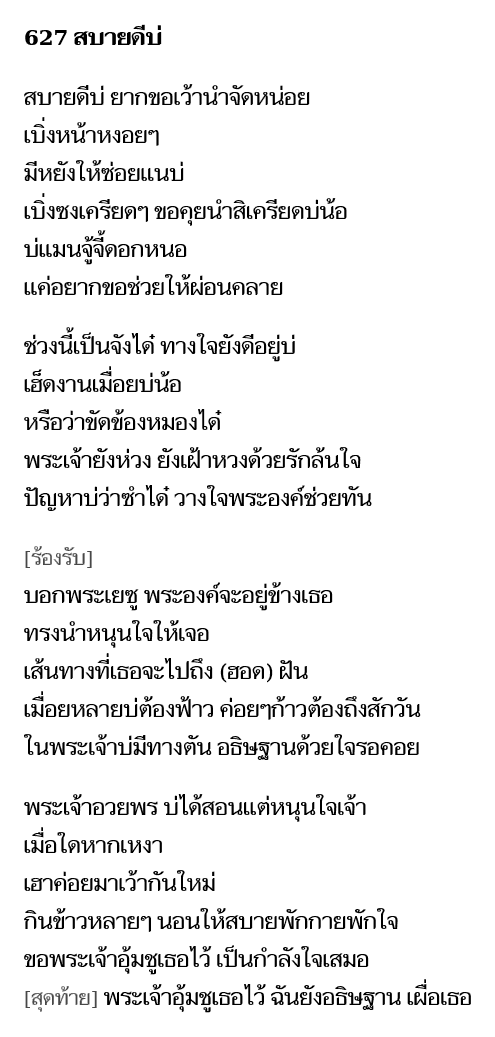 627 สบายดีบ่
สบายดีบ่ ยากขอเว้านำจัดหน่อย
เบิ่งหน้าหงอยๆ
มีหยังให้ซ่อยแนบ่
เบิ่งซงเครียดๆ ขอคุยนำสิเครียดบ่น้อ
บ่แมนจู้จี้ดอกหนอ
แค่อยากขอช่วยให้ผ่อนคลาย
ช่วงนี้เป็นจังได๋ ทางใจยังดีอยู่บ่
เฮ็ดงานเมื่อยบ่น้อ
หรือว่าขัดข้องหมองได๋
พระเจ้ายังห่วง ยังเฝ้าหวงด้วยรักล้นใจ
ปัญหาบ่ว่าซำได๋ วางใจพระองค์ช่วยทัน
[ร้องรับ]
บอกพระเยซู พระองค์จะอยู่ข้างเธอ
ทรงนำหนุนใจให้เจอ
เส้นทางที่เธอจะไปถึง (ฮอด) ฝัน
เมื่อยหลายบ่ต้องฟ้าว ค่อยๆก้าวต้องถึงสักวัน
ในพระเจ้าบ่มีทางตัน อธิษฐานด้วยใจรอคอย
พระเจ้าอวยพร บ่ได้สอนแต่หนุนใจเจ้า
เมื่อใดหากเหงา
เฮาค่อยมาเว้ากันใหม่
กินข้าวหลายๆ นอนให้สบายพักกายพักใจ
ขอพระเจ้าอุ้มชูเธอไว้ เป็นกำลังใจเสมอ
[สุดท้าย] พระเจ้าอุ้มชูเธอไว้ ฉันยังอธิษฐาน เผื่อเธอ